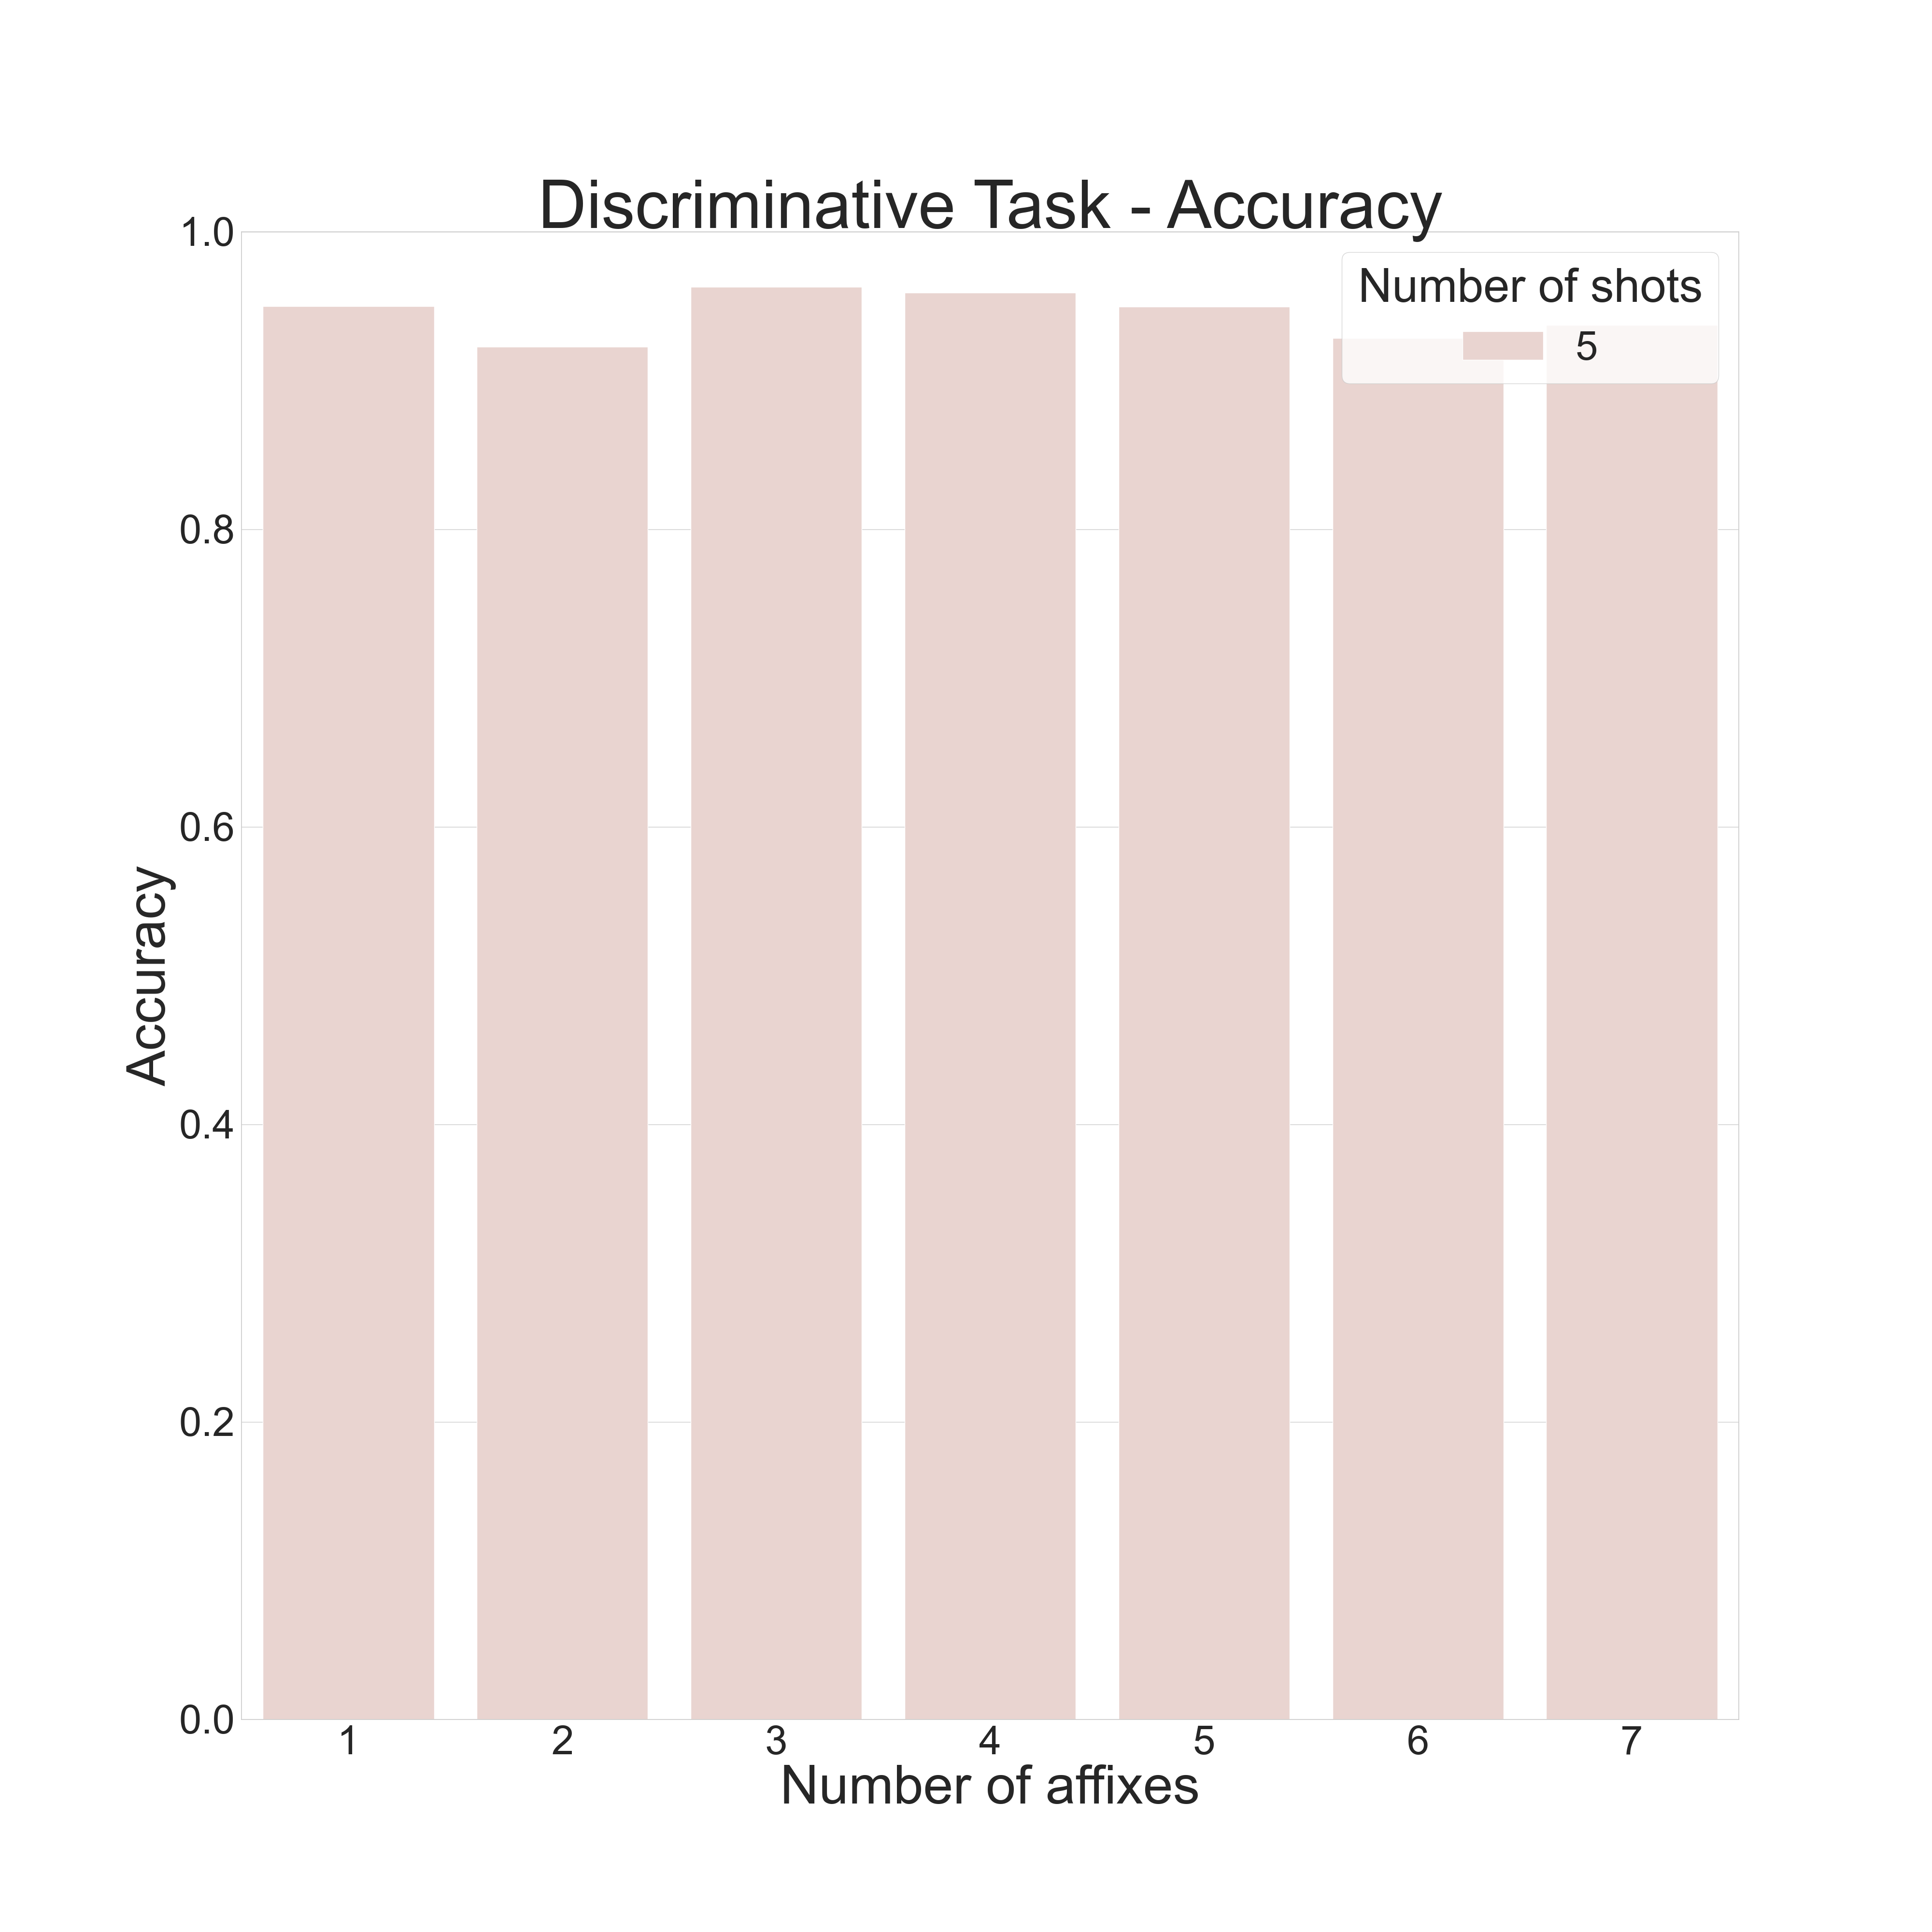 Discriminative Task - Accuracy
Number of shots
5
1.0
0.8
0.6
0.4
0.2
0.0
Accuracy
1 2 3 4 5 6 7
Number of affixes